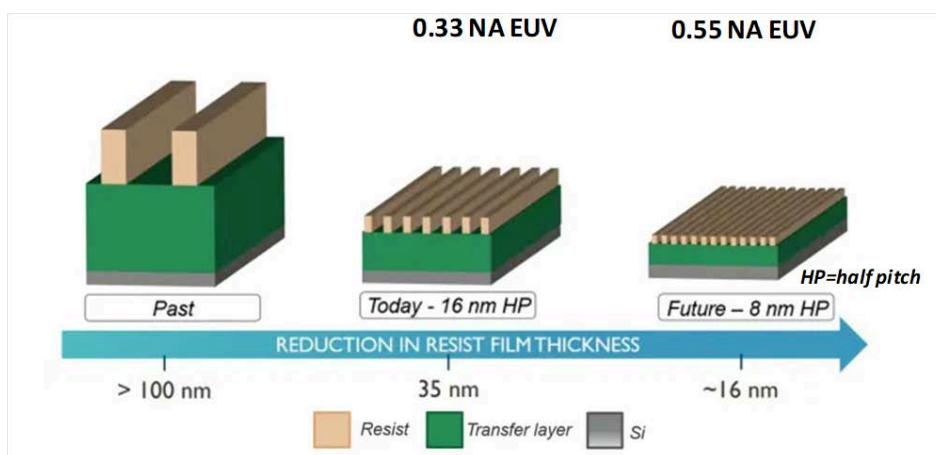 0.33 NA EUV
0.55 NA EUV
HP=half pitch
Past
Today - 16 nm HP
Future – 8 nm HP
REDUCTION IN RESIST FILM THICKNESS
> 100 nm
35 nm
~16 nm
Resist
Transfer layer
Si